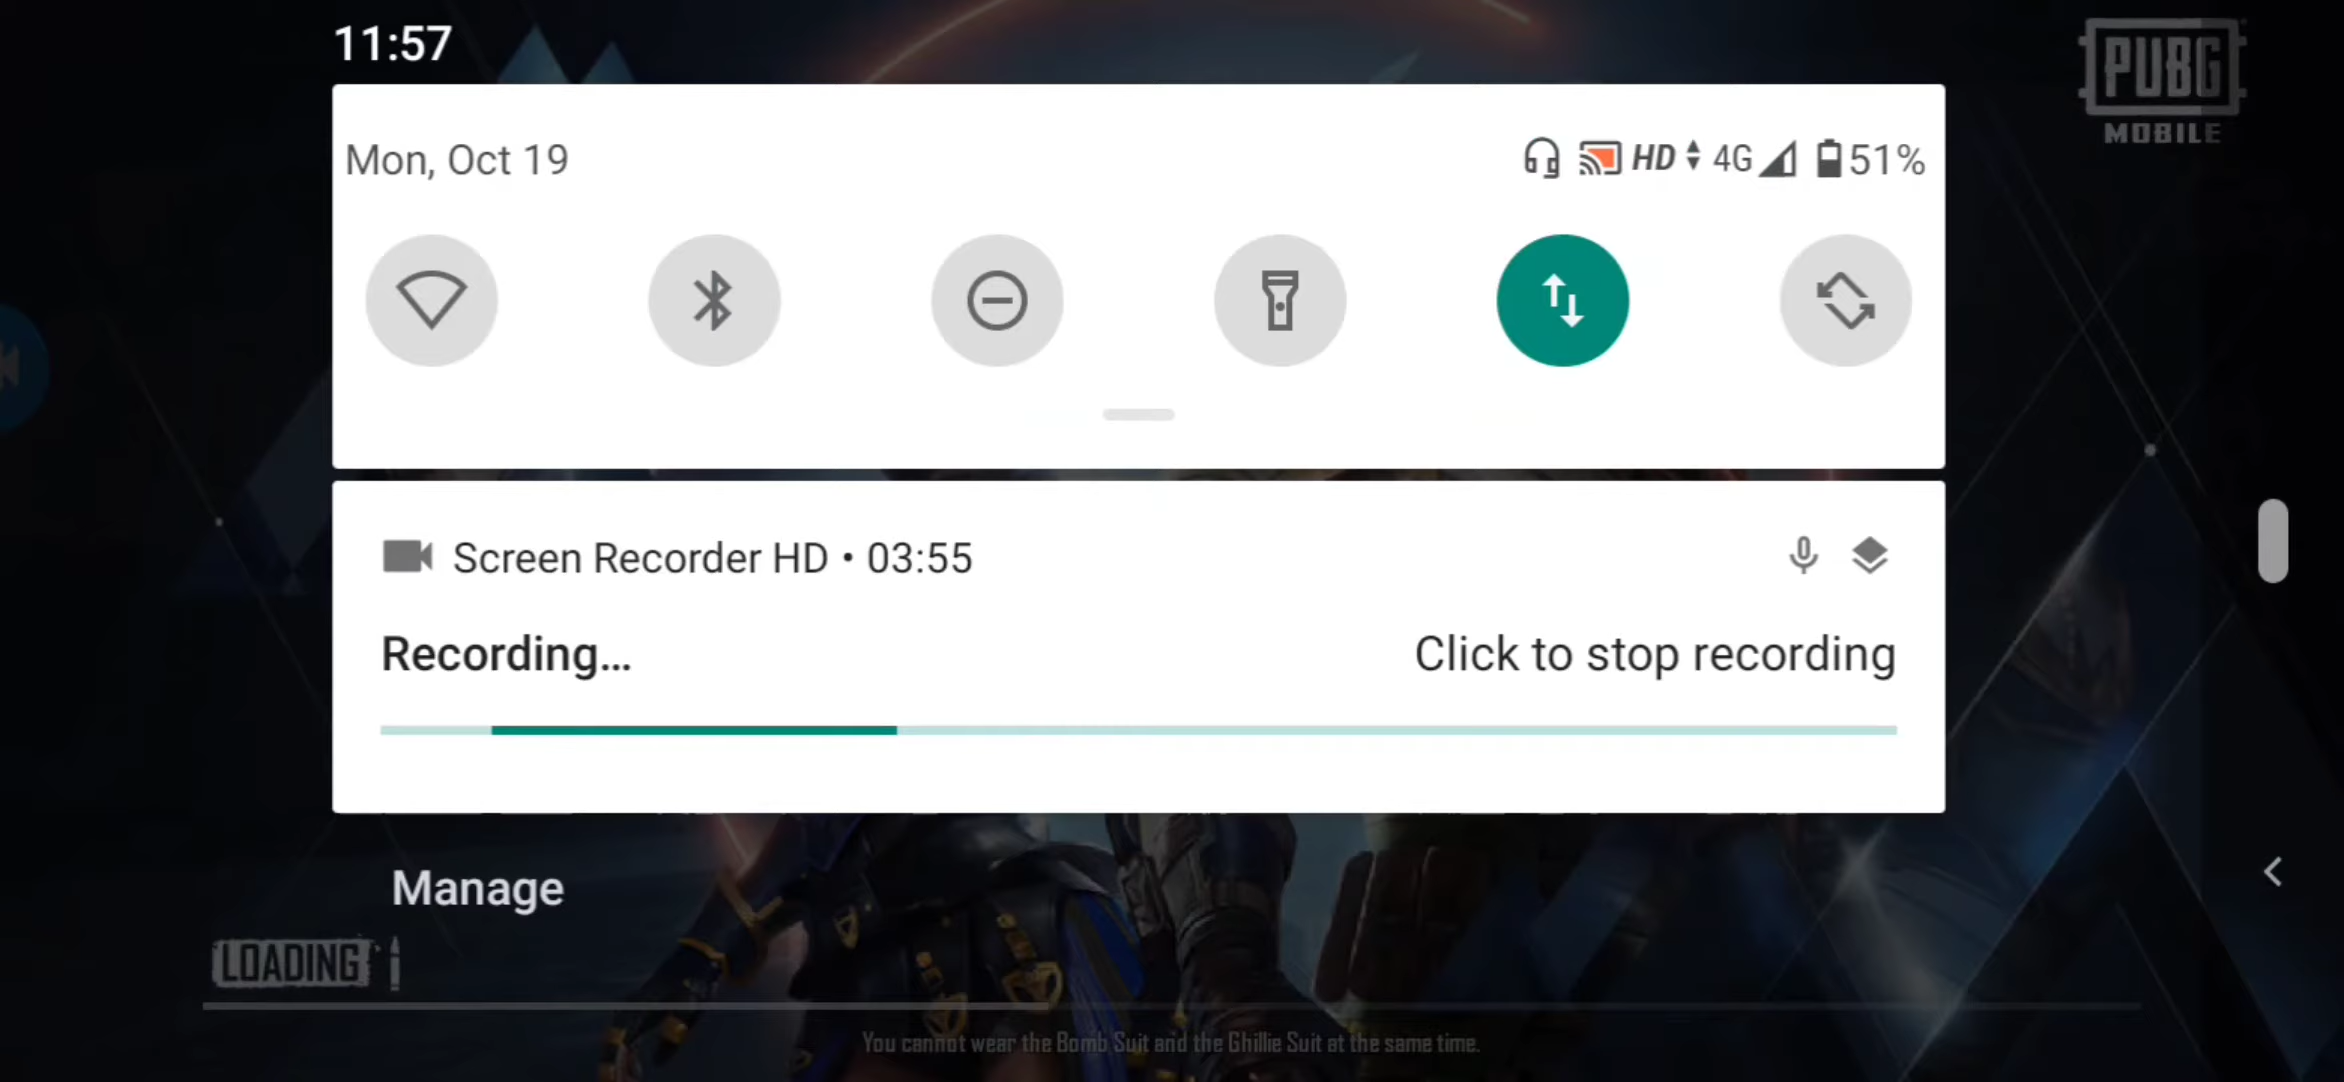 11:57
PUBG
MOBILE
Mon, Oct 19
HD 4G 51%
Screen Recorder HD • 03:55
Recording...
Click to stop recording
Manage
LOADING
You cannot wear the Bomb Suit and the Ghillie Suit at the same time.